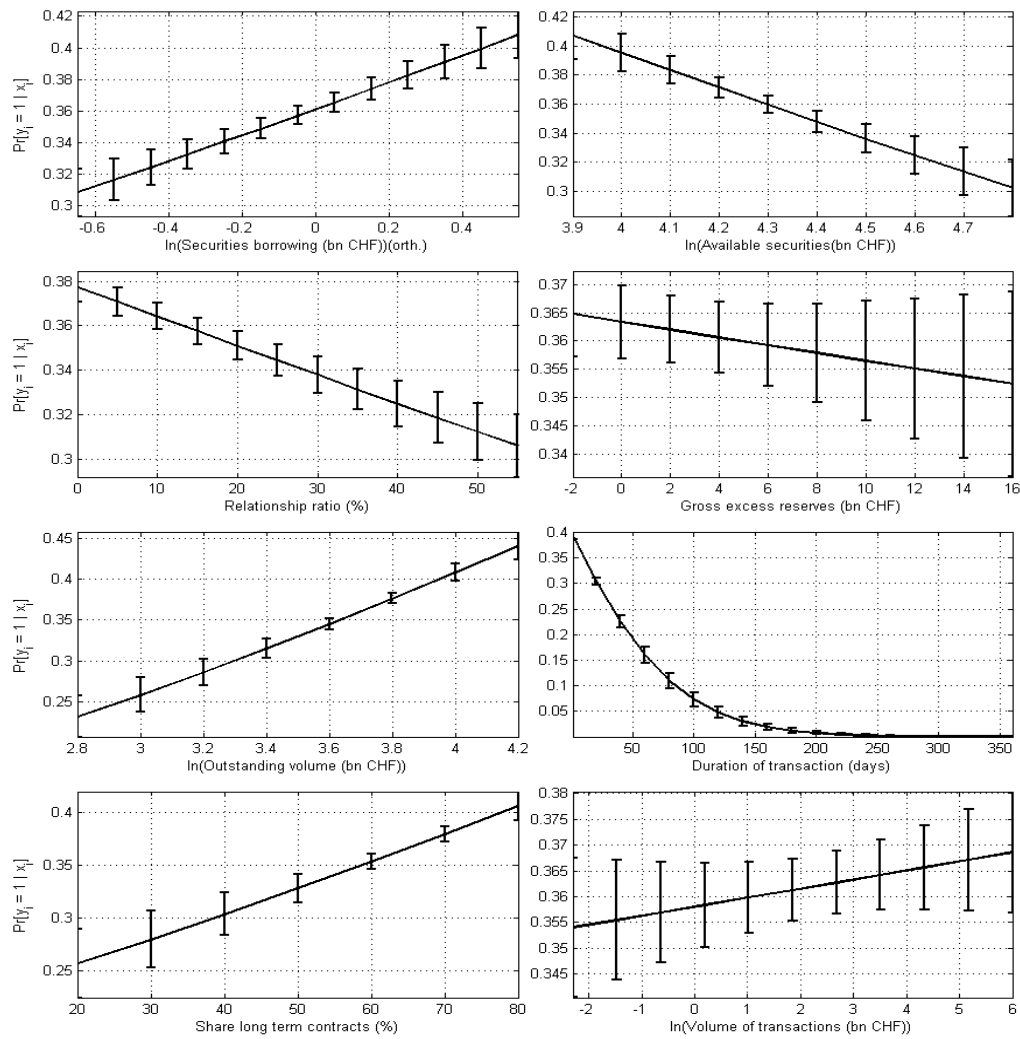 0.42
0.4
0.38
0.36
0.34
0.32
0.3
Pr[y_i = 1 | x_i]
-0.6 -0.4 -0.2 0 0.2 0.4
ln(Securities borrowing (bn CHF))(orth.)
0.42
0.4
0.38
0.36
0.34
0.32
0.3
3.9 4 4.1 4.2 4.3 4.4 4.5 4.6 4.7
ln(Available securities(bn CHF))
0.38
0.36
0.34
0.32
0.3
Pr[y_i = 1 | x_i]
0 10 20 30 40 50
Relationship ratio (%)
0.37
0.365
0.36
0.355
0.35
0.345
0.34
-2 0 2 4 6 8 10 12 14 16
Gross excess reserves (bn CHF)
0.45
0.4
0.35
0.3
0.25
Pr[y_i = 1 | x_i]
2.8 3 3.2 3.4 3.6 3.8 4 4.2
ln(Outstanding volume (bn CHF))
0.4
0.35
0.3
0.25
0.2
0.15
0.1
0.05
50 100 150 200 250 300 350
Duration of transaction (days)
0.4
0.35
0.3
0.25
Pr[y_i = 1 | x_i]
20 30 40 50 60 70 80
Share long term contracts (%)
0.38
0.375
0.37
0.365
0.36
0.355
0.35
0.345
-2 -1 0 1 2 3 4 5 6
ln(Volume of transactions (bn CHF))